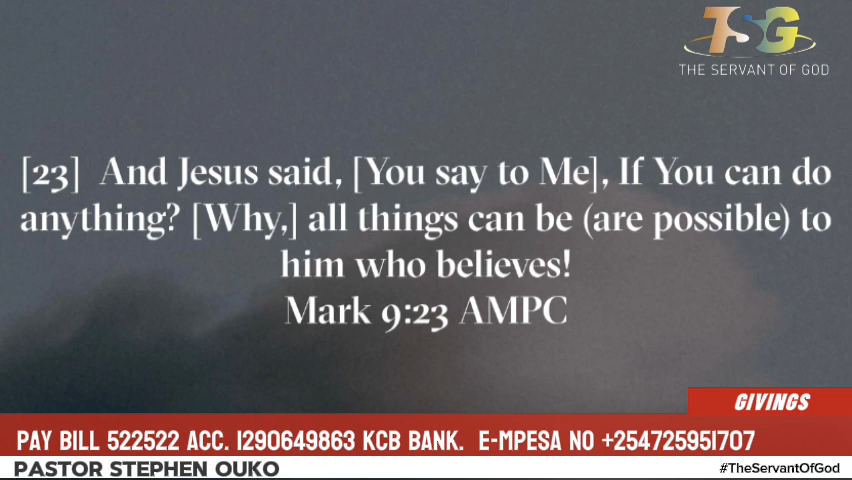 TSG
THE SERVANT OF GOD
[23] And Jesus said, [You say to Me], If You can do
anything? [Why,] all things can be (are possible) to
him who believes!
Mark 9:23 AMPC
GIVINGS
PAY BILL 522522 ACC. 1290649863 KCB BANK. E-MPESA NO +254725951707
PASTOR STEPHEN OUKO
#TheServantOfGod